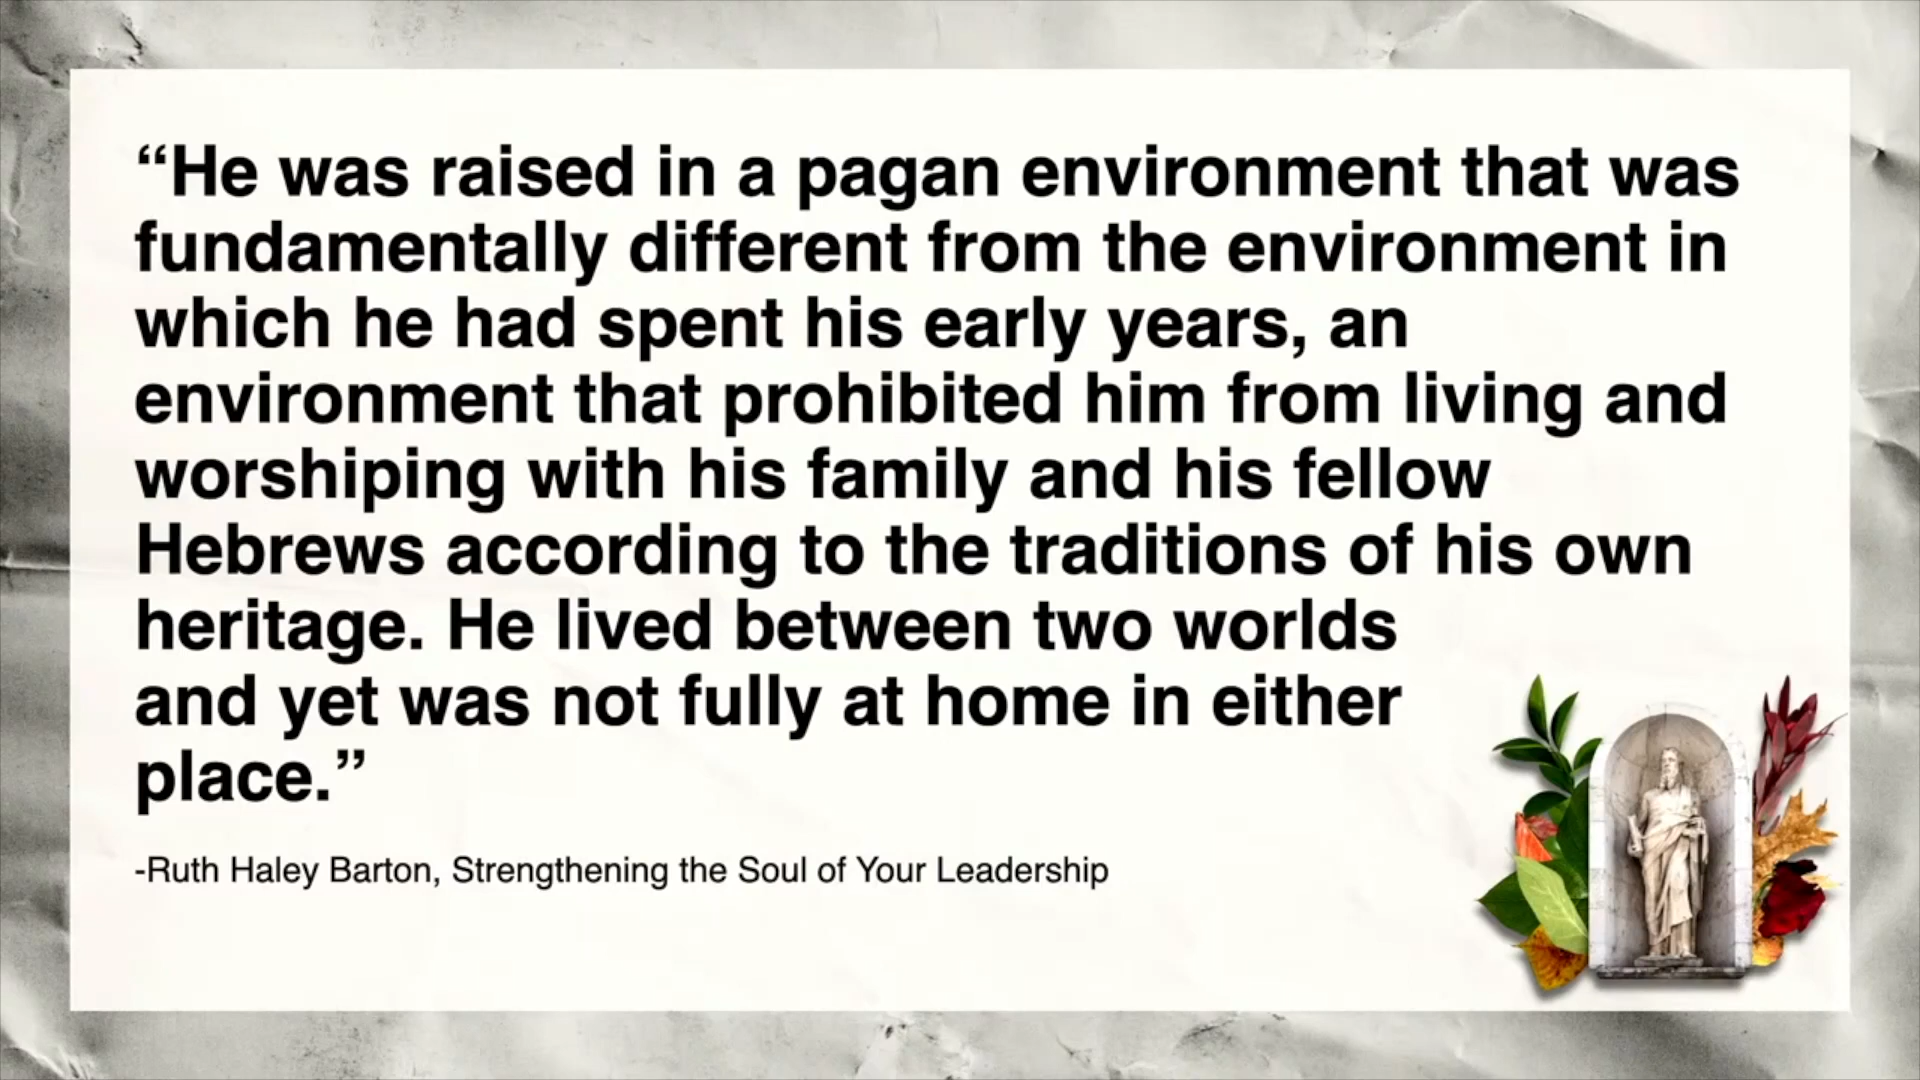 “He was raised in a pagan environment that was
fundamentally different from the environment in
which he had spent his early years, an
environment that prohibited him from living and
worshiping with his family and his fellow
Hebrews according to the traditions of his own
heritage. He lived between two worlds
and yet was not fully at home in either
place.”
-Ruth Haley Barton, Strengthening the Soul of Your Leadership